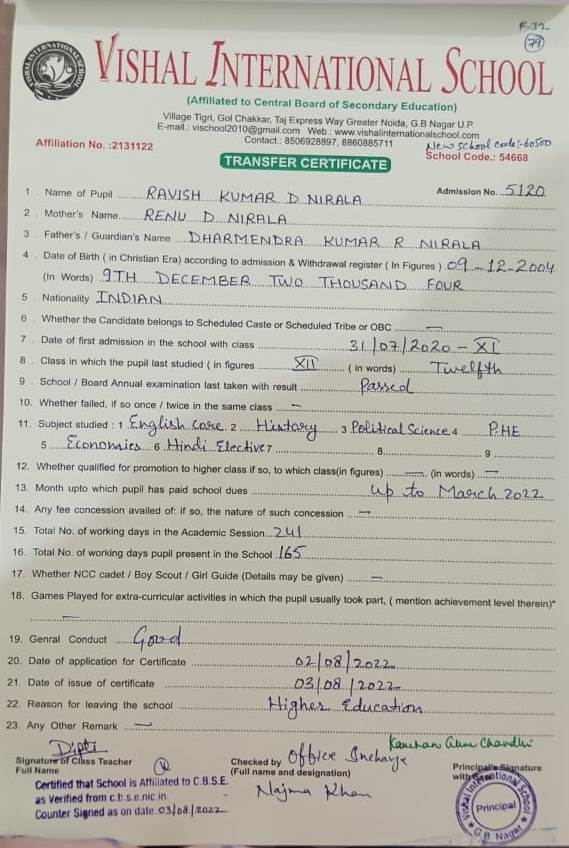 F-32
79
VISHAL INTERNATIONAL SCHOOL
(Affiliated to Central Board of Secondary Education)
Village Tigri, Gol Chakkar, Taj Express Way Greater Noida, G.B Nagar U.P.
E-mail.: vischool2010@gmail.com Web.: www.vishalinternationalschool.com
Contact.: 8506928897, 8860885711
New School Code:-60500
Affiliation No. :2131122 School Code.: 54668
TRANSFER CERTIFICATE
1 . Name of Pupil RAVISH KUMAR D NIRALA Admission No. 5120
2 . Mother's Name RENU D NIRALA
3 . Father's / Guardian's Name DHARMENDRA KUMAR R NIRALA
4 . Date of Birth ( in Christian Era) according to admission & Withdrawal register ( In Figures ) 09-12-2004
(In Words) 9TH DECEMBER TWO THOUSAND FOUR
5 . Nationality INDIAN
6 . Whether the Candidate belongs to Scheduled Caste or Scheduled Tribe or OBC —
7 . Date of first admission in the school with class 31/07/2020 - XI
8 . Class in which the pupil last studied ( in figures XII ( in words) Twelfth
9 . School / Board Annual examination last taken with result Passed
10. Whether failed, if so once / twice in the same class —
11. Subject studied : 1 English core 2 History 3 Political Science 4 P.HE
5 Economics 6 Hindi Elective 7 8 9
12. Whether qualified for promotion to higher class if so, to which class(in figures) — (in words) —
13. Month upto which pupil has paid school dues up to March 2022
14. Any fee concession availed of: if so, the nature of such concession —
15. Total No. of working days in the Academic Session 241
16. Total No. of working days pupil present in the School 165
17. Whether NCC cadet / Boy Scout / Girl Guide (Details may be given) —
18. Games Played for extra-curricular activities in which the pupil usually took part, ( mention achievement level therein)*
—
19. Genral Conduct Good
20. Date of application for Certificate 02/08/2022
21. Date of issue of certificate 03/08/2022
22. Reason for leaving the school Higher Education
23. Any Other Remark —
Dipti
Signature of Class Teacher
Full Name
Checked by Office Incharge
(Full name and designation)
Najma Khan
Kanchan
Principal's Signature
with
Certified that School is Affiliated to C.B.S.E.
as Verified from c.b.s.e.nic.in.
Counter Signed as on date 03/08/2022
Vishal International School
Principal
G.B. Nagar